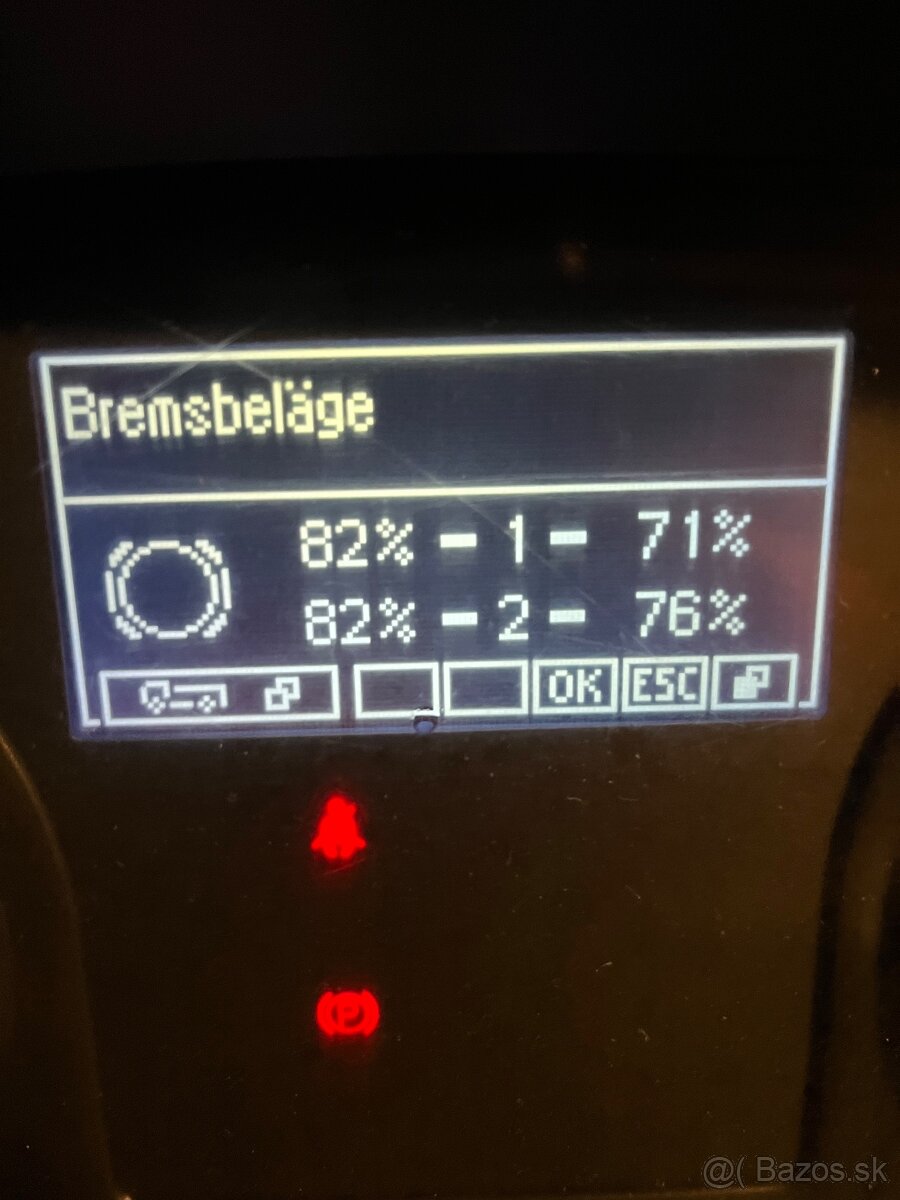 Bremsbeläge
82% - 1 - 71%
82% - 2 - 76%
OK ESC
(P)
@( Bazos.sk